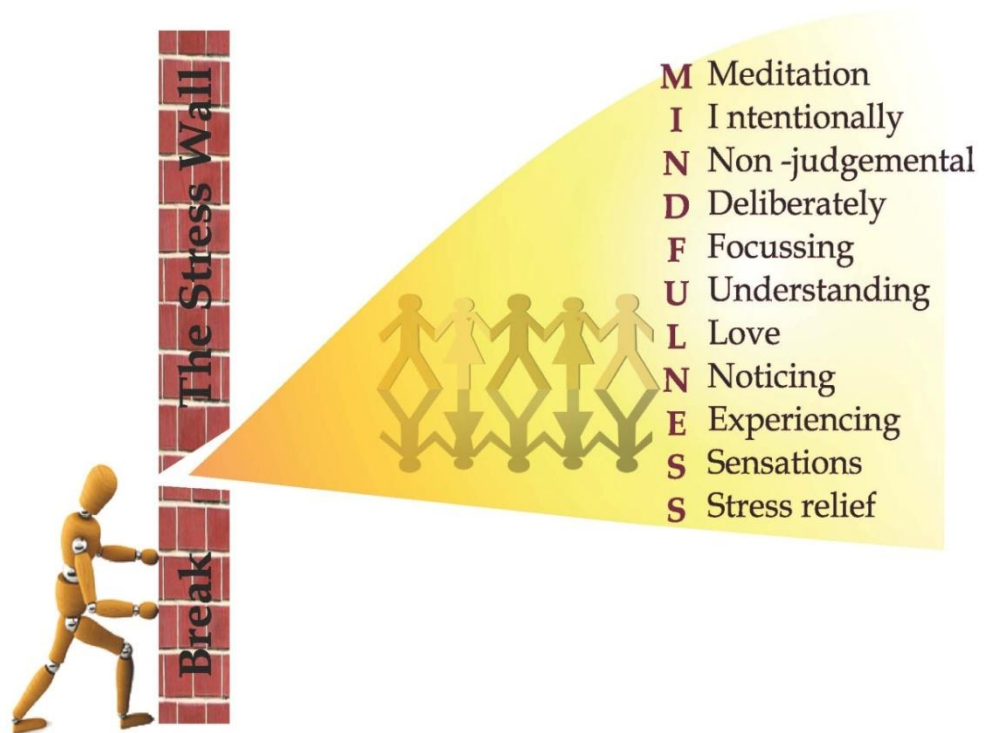 Break The Stress Wall
M Meditation
I I ntentionally
N Non -judgemental
D Deliberately
F Focussing
U Understanding
L Love
N Noticing
E Experiencing
S Sensations
S Stress relief